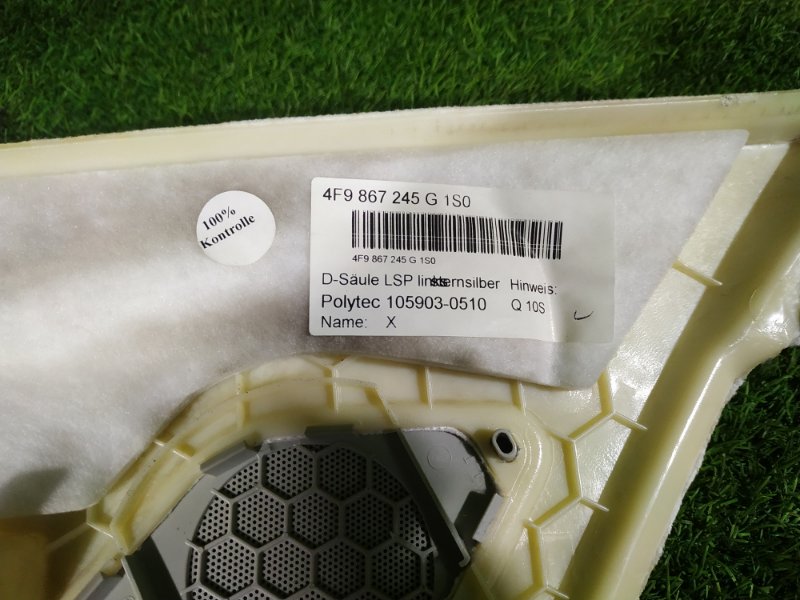 100%
Kontrolle
4F9 867 245 G 1S0
4F9 867 245 G 1S0
D-Säule LSP links sternsilber Hinweis:
Polytec 105903-0510 Q 10S
Name: X